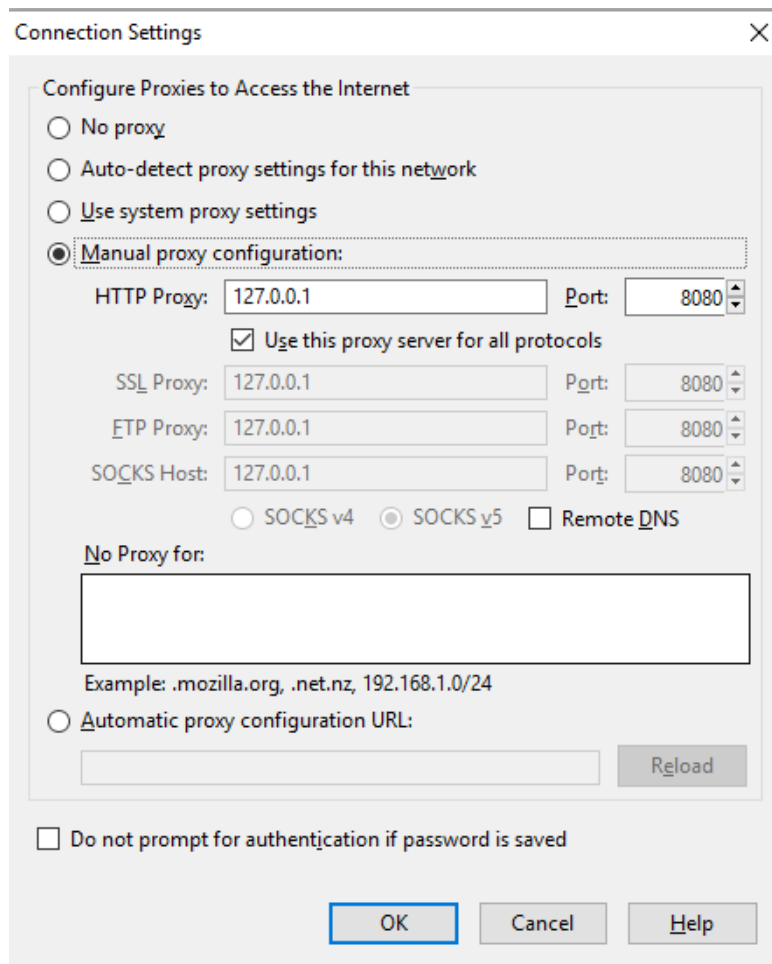 Connection Settings
Configure Proxies to Access the Internet
No proxy
Auto-detect proxy settings for this network
Use system proxy settings
Manual proxy configuration:
HTTP Proxy: 127.0.0.1 Port: 8080
Use this proxy server for all protocols
SSL Proxy: 127.0.0.1 Port: 8080
FTP Proxy: 127.0.0.1 Port: 8080
SOCKS Host: 127.0.0.1 Port: 8080
SOCKS v4 SOCKS v5 Remote DNS
No Proxy for:
Example: .mozilla.org, .net.nz, 192.168.1.0/24
Automatic proxy configuration URL:
Reload
Do not prompt for authentication if password is saved
OK Cancel Help